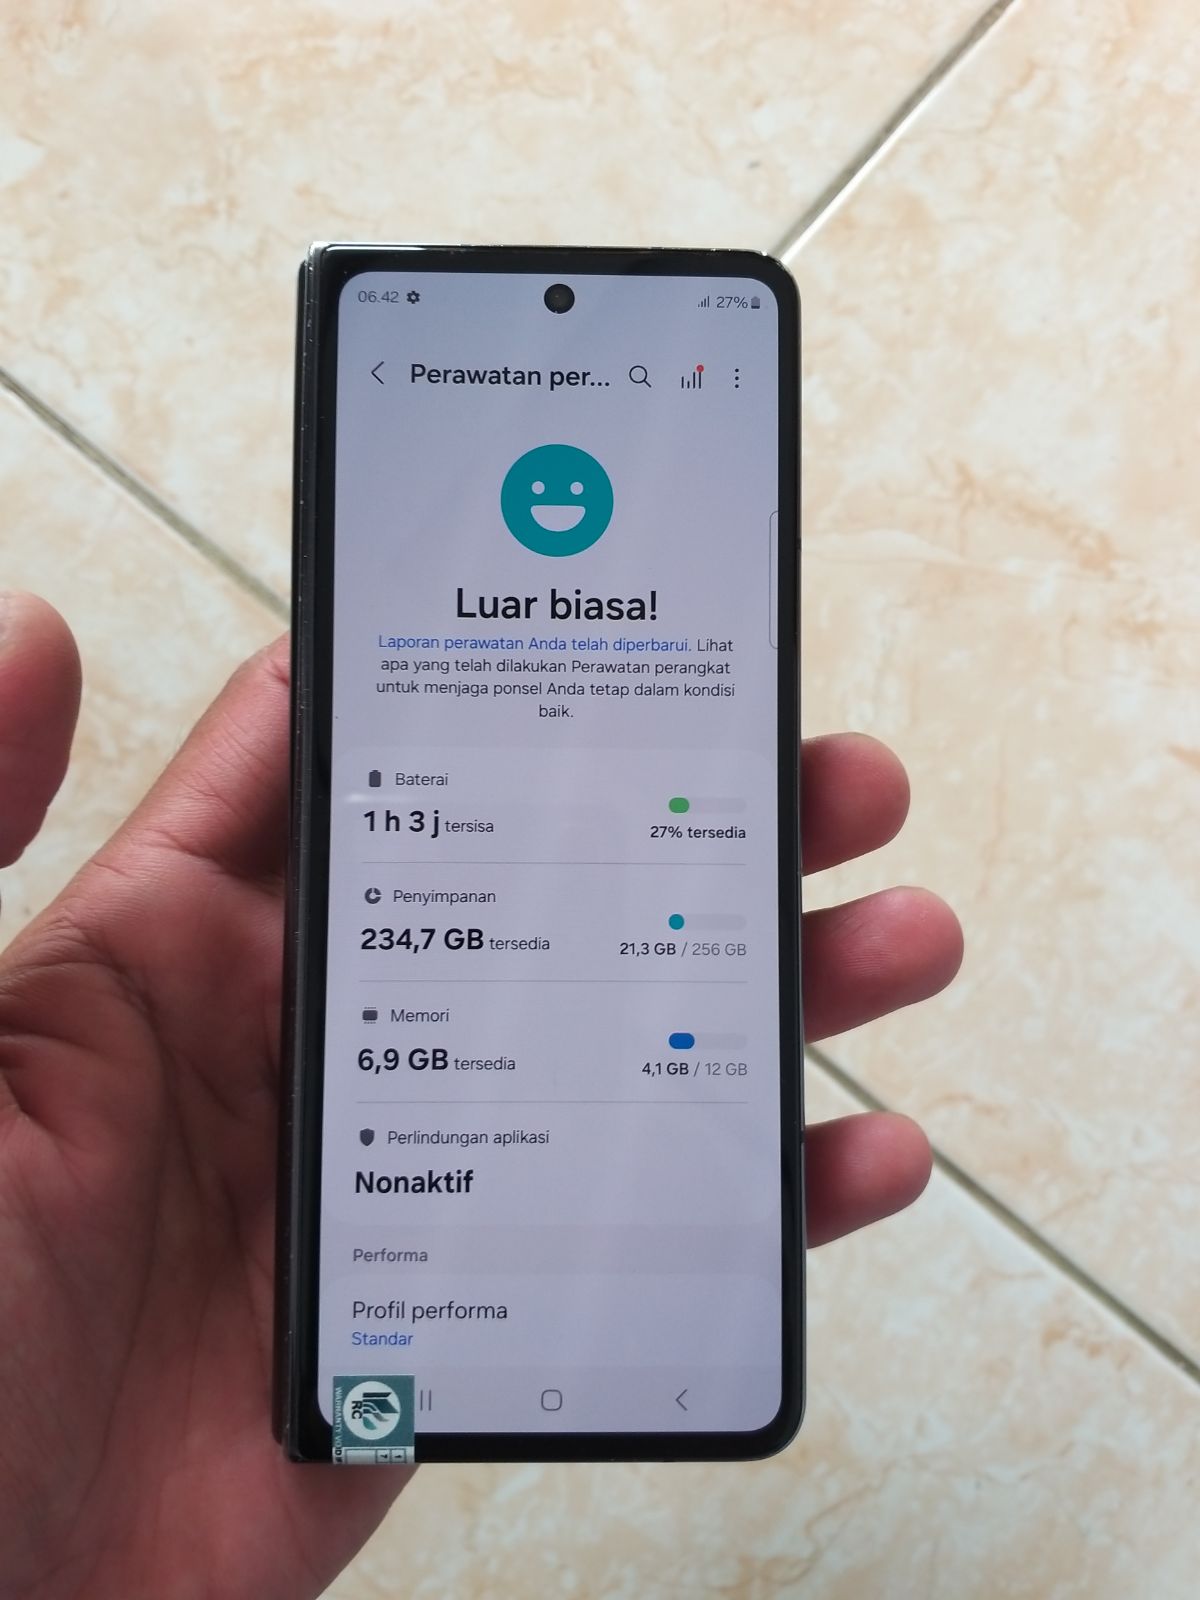 06.42
27%
Perawatan per...
Luar biasa!
Laporan perawatan Anda telah diperbarui. Lihat
apa yang telah dilakukan Perawatan perangkat
untuk menjaga ponsel Anda tetap dalam kondisi
baik.
Baterai
1 h 3 j tersisa
27% tersedia
Penyimpanan
234,7 GB tersedia
21,3 GB / 256 GB
Memori
6,9 GB tersedia
4,1 GB / 12 GB
Perlindungan aplikasi
Nonaktif
Performa
Profil performa
Standar
WARRANTY VOID
RC